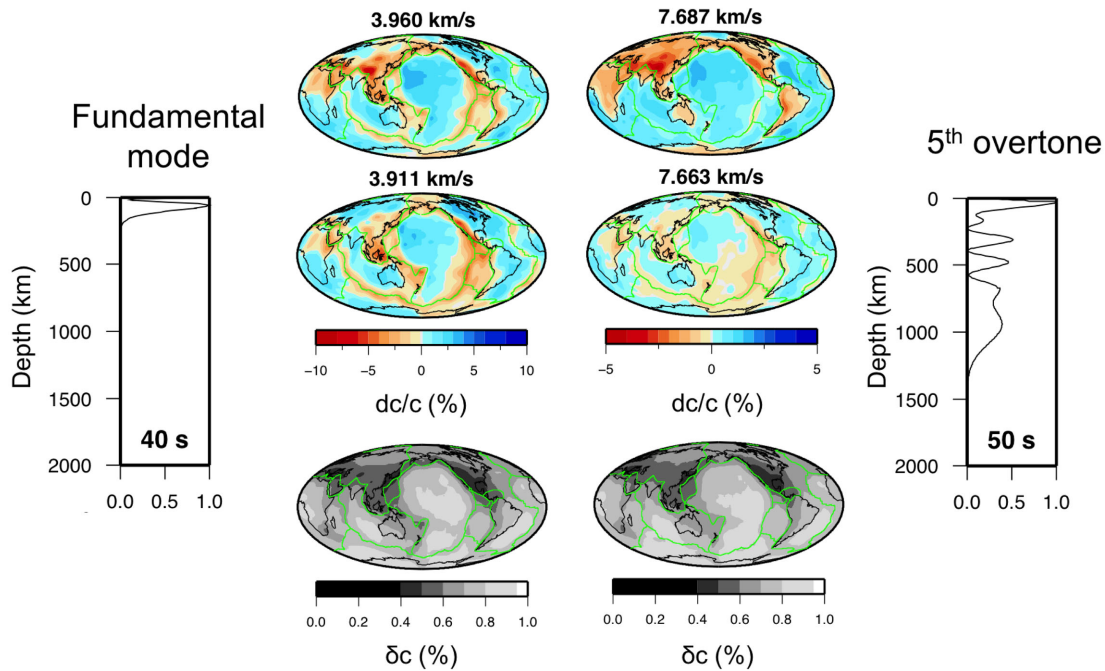 3.960 km/s
7.687 km/s
Fundamental
mode
5th overtone
3.911 km/s
7.663 km/s
0
500
1000
1500
2000
Depth (km)
40 s
0.0 0.5 1.0
-10 -5 0 5 10
dc/c (%)
-5 0 5
dc/c (%)
0
500
1000
1500
2000
Depth (km)
50 s
0.0 0.5 1.0
0.0 0.2 0.4 0.6 0.8 1.0
δc (%)
0.0 0.2 0.4 0.6 0.8 1.0
δc (%)